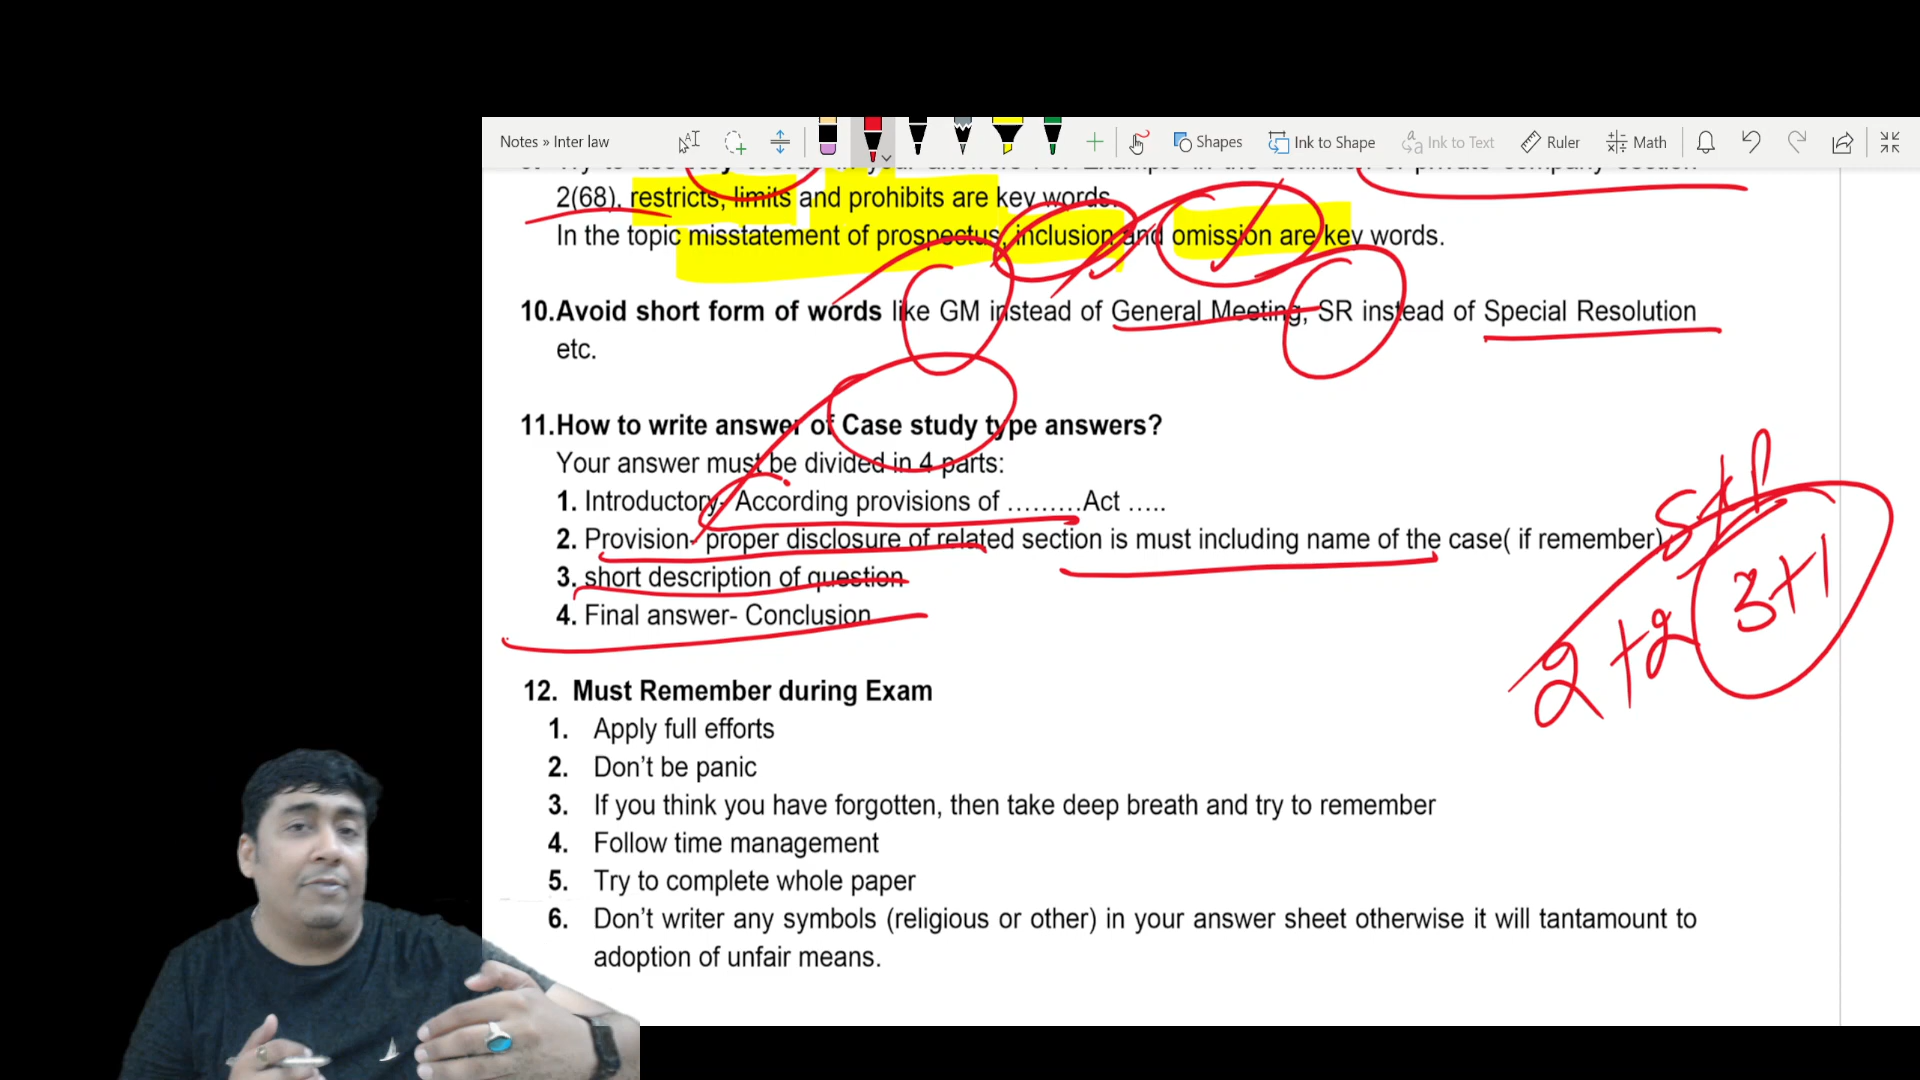 Notes » Inter law
Shapes Ink to Shape Ink to Text Ruler Math
2(68). restricts, limits and prohibits are key words.
In the topic misstatement of prospectus, inclusion and omission are key words.
10.Avoid short form of words like GM instead of General Meeting, SR instead of Special Resolution
etc.
11.How to write answer of Case study type answers?
Your answer must be divided in 4 parts:
1. Introductory- According provisions of ………Act …..
2. Provision- proper disclosure of related section is must including name of the case( if remember)
3. short description of question
4. Final answer- Conclusion
3+1
2+2
12. Must Remember during Exam
1. Apply full efforts
2. Don't be panic
3. If you think you have forgotten, then take deep breath and try to remember
4. Follow time management
5. Try to complete whole paper
6. Don't writer any symbols (religious or other) in your answer sheet otherwise it will tantamount to
adoption of unfair means.